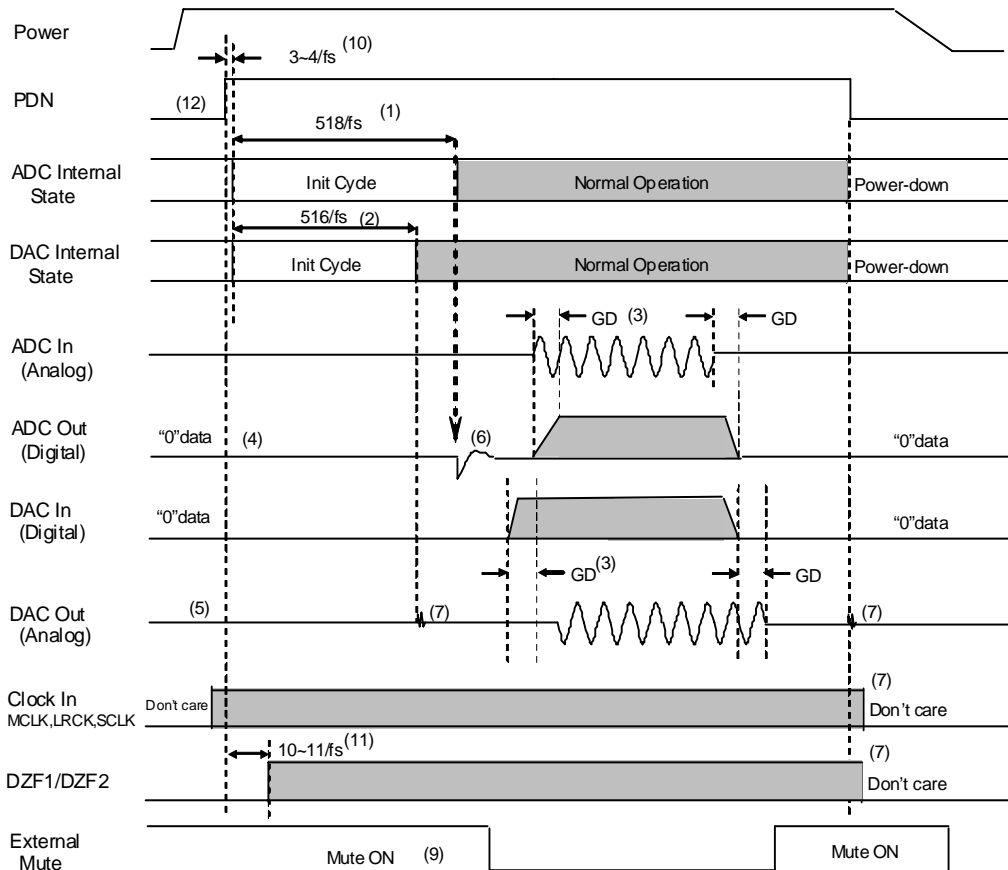 Power
3~4/fs (10)
PDN
(12)
518/fs (1)
ADC Internal
State
Init Cycle
Normal Operation
Power-down
516/fs (2)
DAC Internal
State
Init Cycle
Normal Operation
Power-down
GD (3)
GD
ADC In
(Analog)
ADC Out
(Digital)
“0”data
(4)
(6)
“0”data
DAC In
(Digital)
“0”data
“0”data
GD (3)
GD
DAC Out
(Analog)
(5)
(7)
(7)
Clock In
MCLK,LRCK,SCLK
Don't care
(7)
Don't care
10~11/fs (11)
DZF1/DZF2
(7)
Don't care
External
Mute
Mute ON (9)
Mute ON